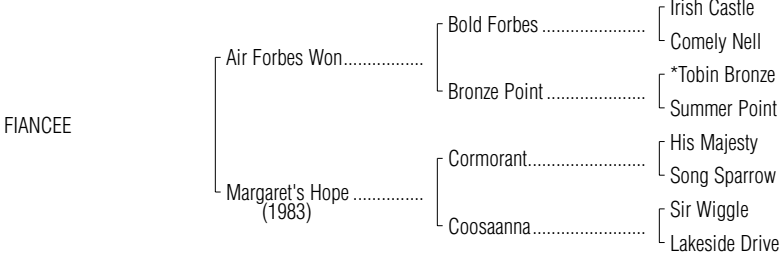 Irish Castle
Bold Forbes ......................
Comely Nell
Air Forbes Won.................
*Tobin Bronze
Bronze Point .....................
Summer Point
FIANCEE
His Majesty
Cormorant.........................
Song Sparrow
Margaret's Hope ...............
(1983)
Sir Wiggle
Coosaanna........................
Lakeside Drive